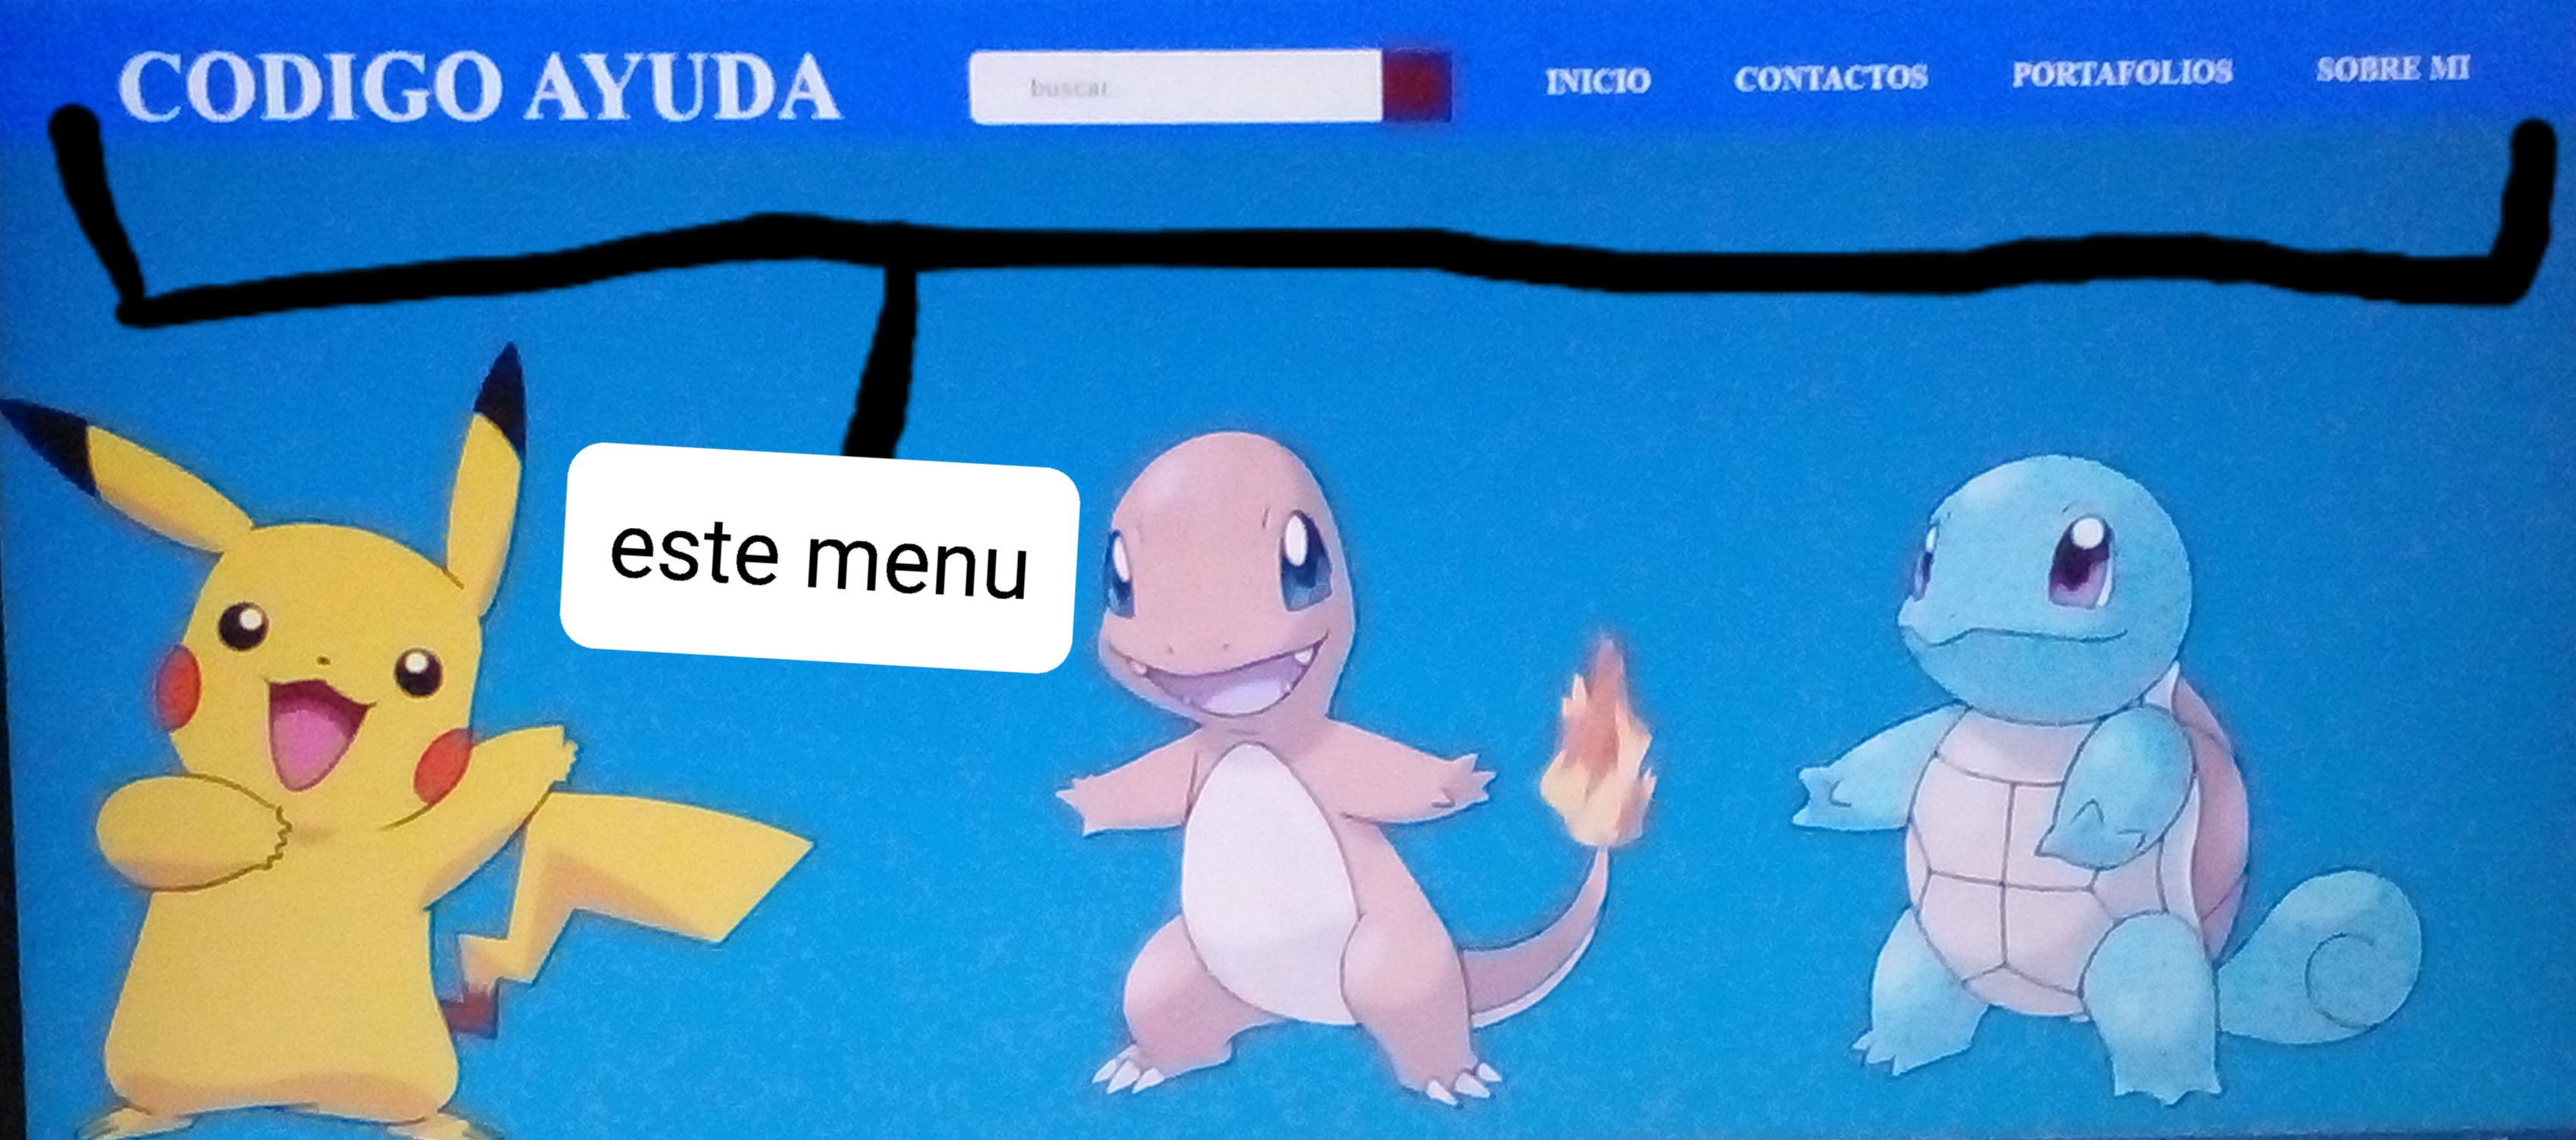 CODIGO AYUDA
buscar
INICIO
CONTACTOS
PORTAFOLIOS
SOBRE MI
este menu